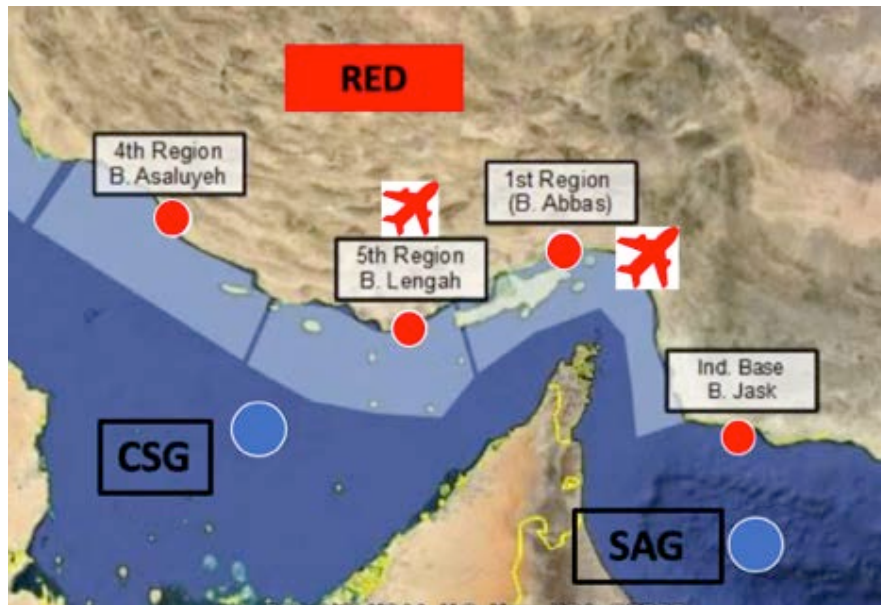 RED
4th Region
B. Asaluyeh
1st Region
(B. Abbas)
5th Region
B. Lengah
Ind. Base
B. Jask
CSG
SAG